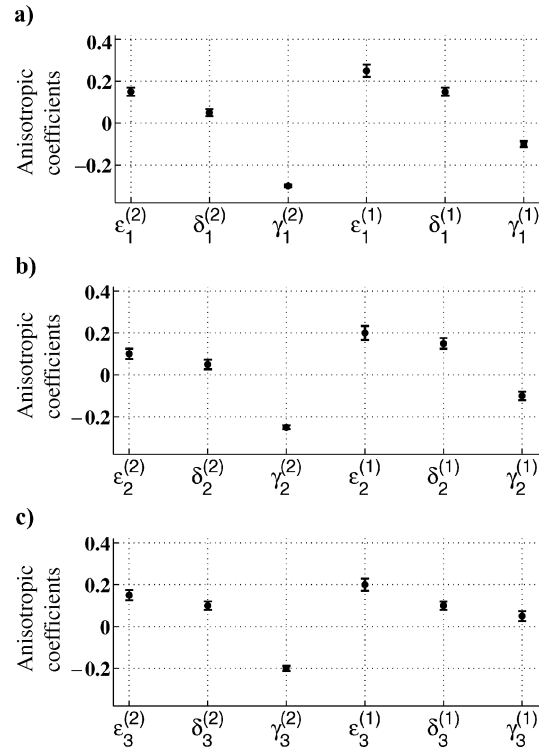 a)
Anisotropic
coefficients
0.4
0.2
0
−0.2
ε₁⁽²⁾ δ₁⁽²⁾ γ₁⁽²⁾ ε₁⁽¹⁾ δ₁⁽¹⁾ γ₁⁽¹⁾
b)
Anisotropic
coefficients
0.4
0.2
0
−0.2
ε₂⁽²⁾ δ₂⁽²⁾ γ₂⁽²⁾ ε₂⁽¹⁾ δ₂⁽¹⁾ γ₂⁽¹⁾
c)
Anisotropic
coefficients
0.4
0.2
0
−0.2
ε₃⁽²⁾ δ₃⁽²⁾ γ₃⁽²⁾ ε₃⁽¹⁾ δ₃⁽¹⁾ γ₃⁽¹⁾